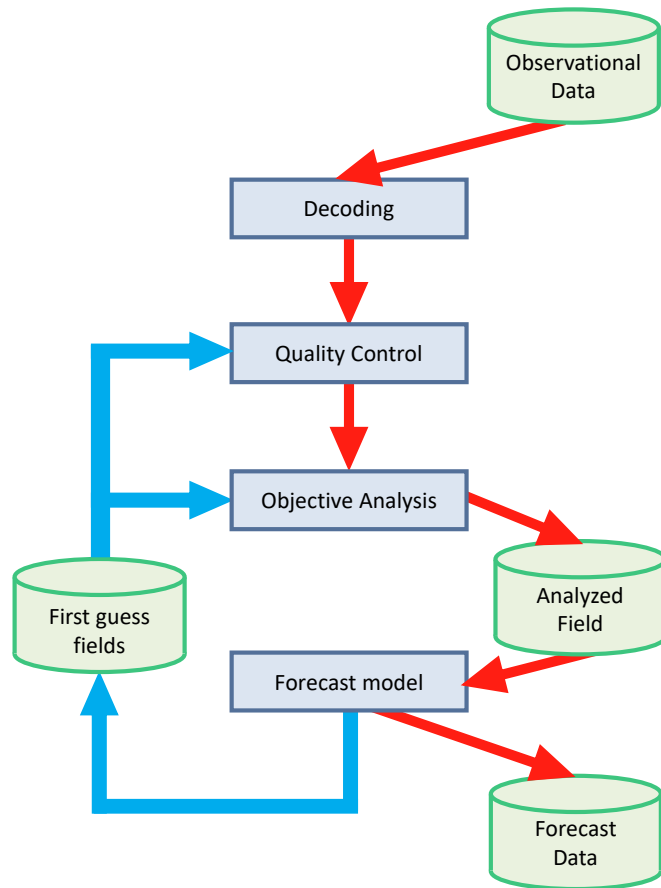 Observational
Data
Decoding
Quality Control
Objective Analysis
First guess
fields
Analyzed
Field
Forecast model
Forecast
Data